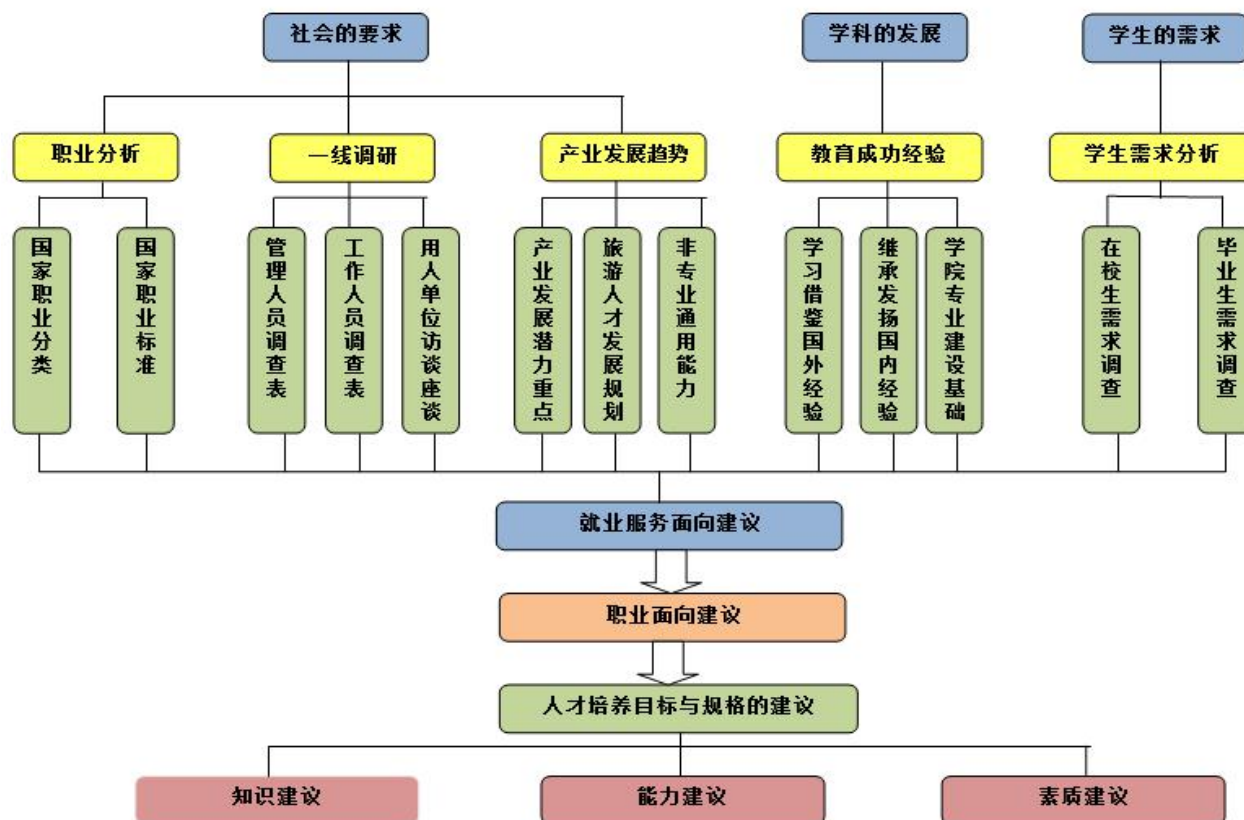 社会的要求
学科的发展
学生的需求
职业分析
一线调研
产业发展趋势
教育成功经验
学生需求分析
国家职业分类
国家职业标准
管理人员调查表
工作人员调查表
用人单位访谈座谈
产业发展潜力重点
旅游人才发展规划
非专业通用能力
学习借鉴国外经验
继承发扬国内经验
学院专业建设基础
在校生需求调查
毕业生需求调查
就业服务面向建议
职业面向建议
人才培养目标与规格的建议
知识建议
能力建议
素质建议